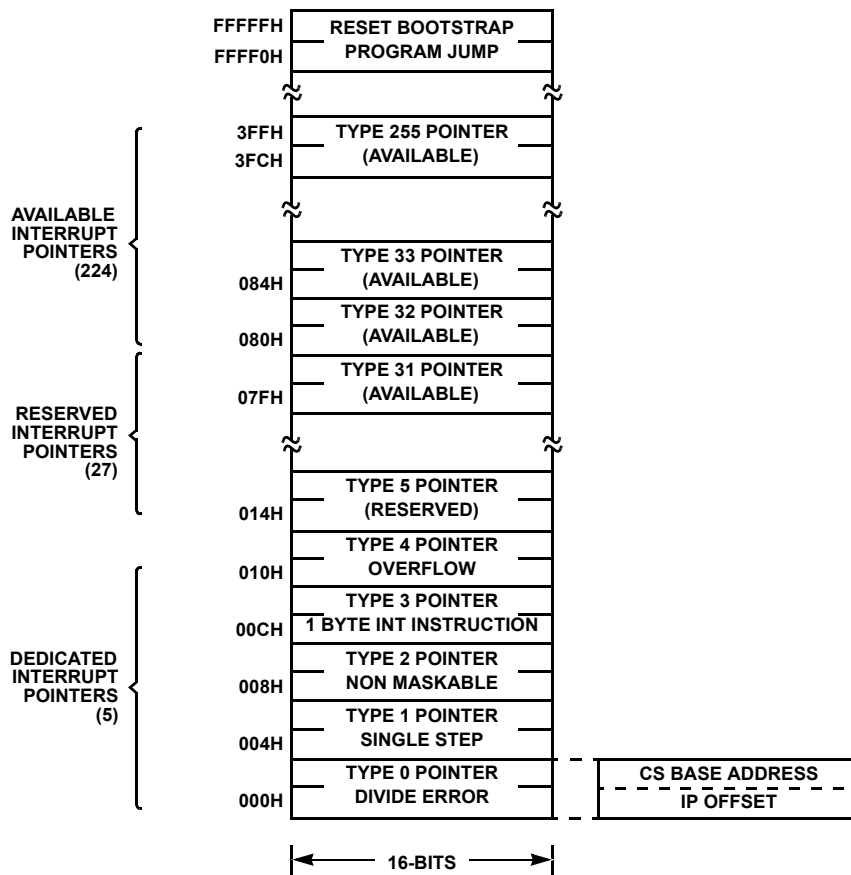 FFFFFH
RESET BOOTSTRAP
FFFF0H
PROGRAM JUMP
3FFH
TYPE 255 POINTER
3FCH
(AVAILABLE)
AVAILABLE
INTERRUPT
POINTERS
(224)
TYPE 33 POINTER
084H
(AVAILABLE)
TYPE 32 POINTER
080H
(AVAILABLE)
TYPE 31 POINTER
07FH
(AVAILABLE)
RESERVED
INTERRUPT
POINTERS
(27)
TYPE 5 POINTER
014H
(RESERVED)
TYPE 4 POINTER
010H
OVERFLOW
TYPE 3 POINTER
00CH
1 BYTE INT INSTRUCTION
DEDICATED
INTERRUPT
POINTERS
(5)
TYPE 2 POINTER
008H
NON MASKABLE
TYPE 1 POINTER
004H
SINGLE STEP
TYPE 0 POINTER
000H
DIVIDE ERROR
CS BASE ADDRESS
IP OFFSET
16-BITS